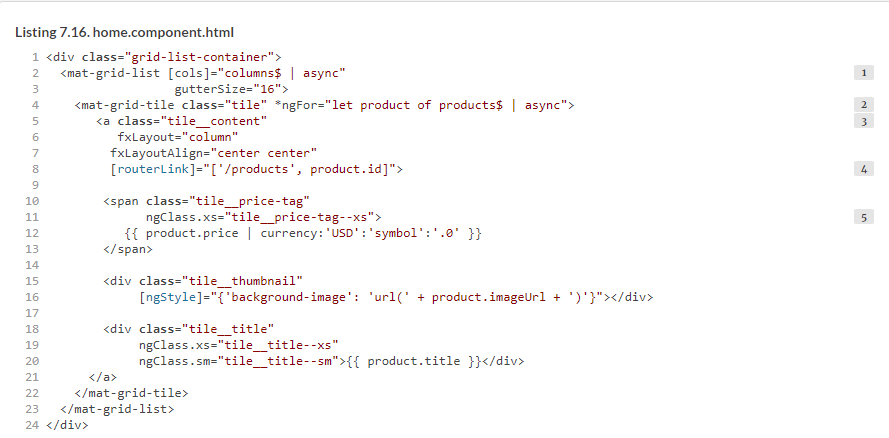 Listing 7.16. home.component.html
1 <div class="grid-list-container">
2 <mat-grid-list [cols]="columns$ | async" 1
3 gutterSize="16">
4 <mat-grid-tile class="tile" *ngFor="let product of products$ | async"> 2
5 <a class="tile__content" 3
6 fxLayout="column"
7 fxLayoutAlign="center center"
8 [routerLink]="['/products', product.id]"> 4
9
10 <span class="tile__price-tag"
11 ngClass.xs="tile__price-tag--xs"> 5
12 {{ product.price | currency:'USD':'symbol':'.0' }}
13 </span>
14
15 <div class="tile__thumbnail"
16 [ngStyle]="{'background-image': 'url(' + product.imageUrl + ')'}"></div>
17
18 <div class="tile__title"
19 ngClass.xs="tile__title--xs"
20 ngClass.sm="tile__title--sm">{{ product.title }}</div>
21 </a>
22 </mat-grid-tile>
23 </mat-grid-list>
24 </div>